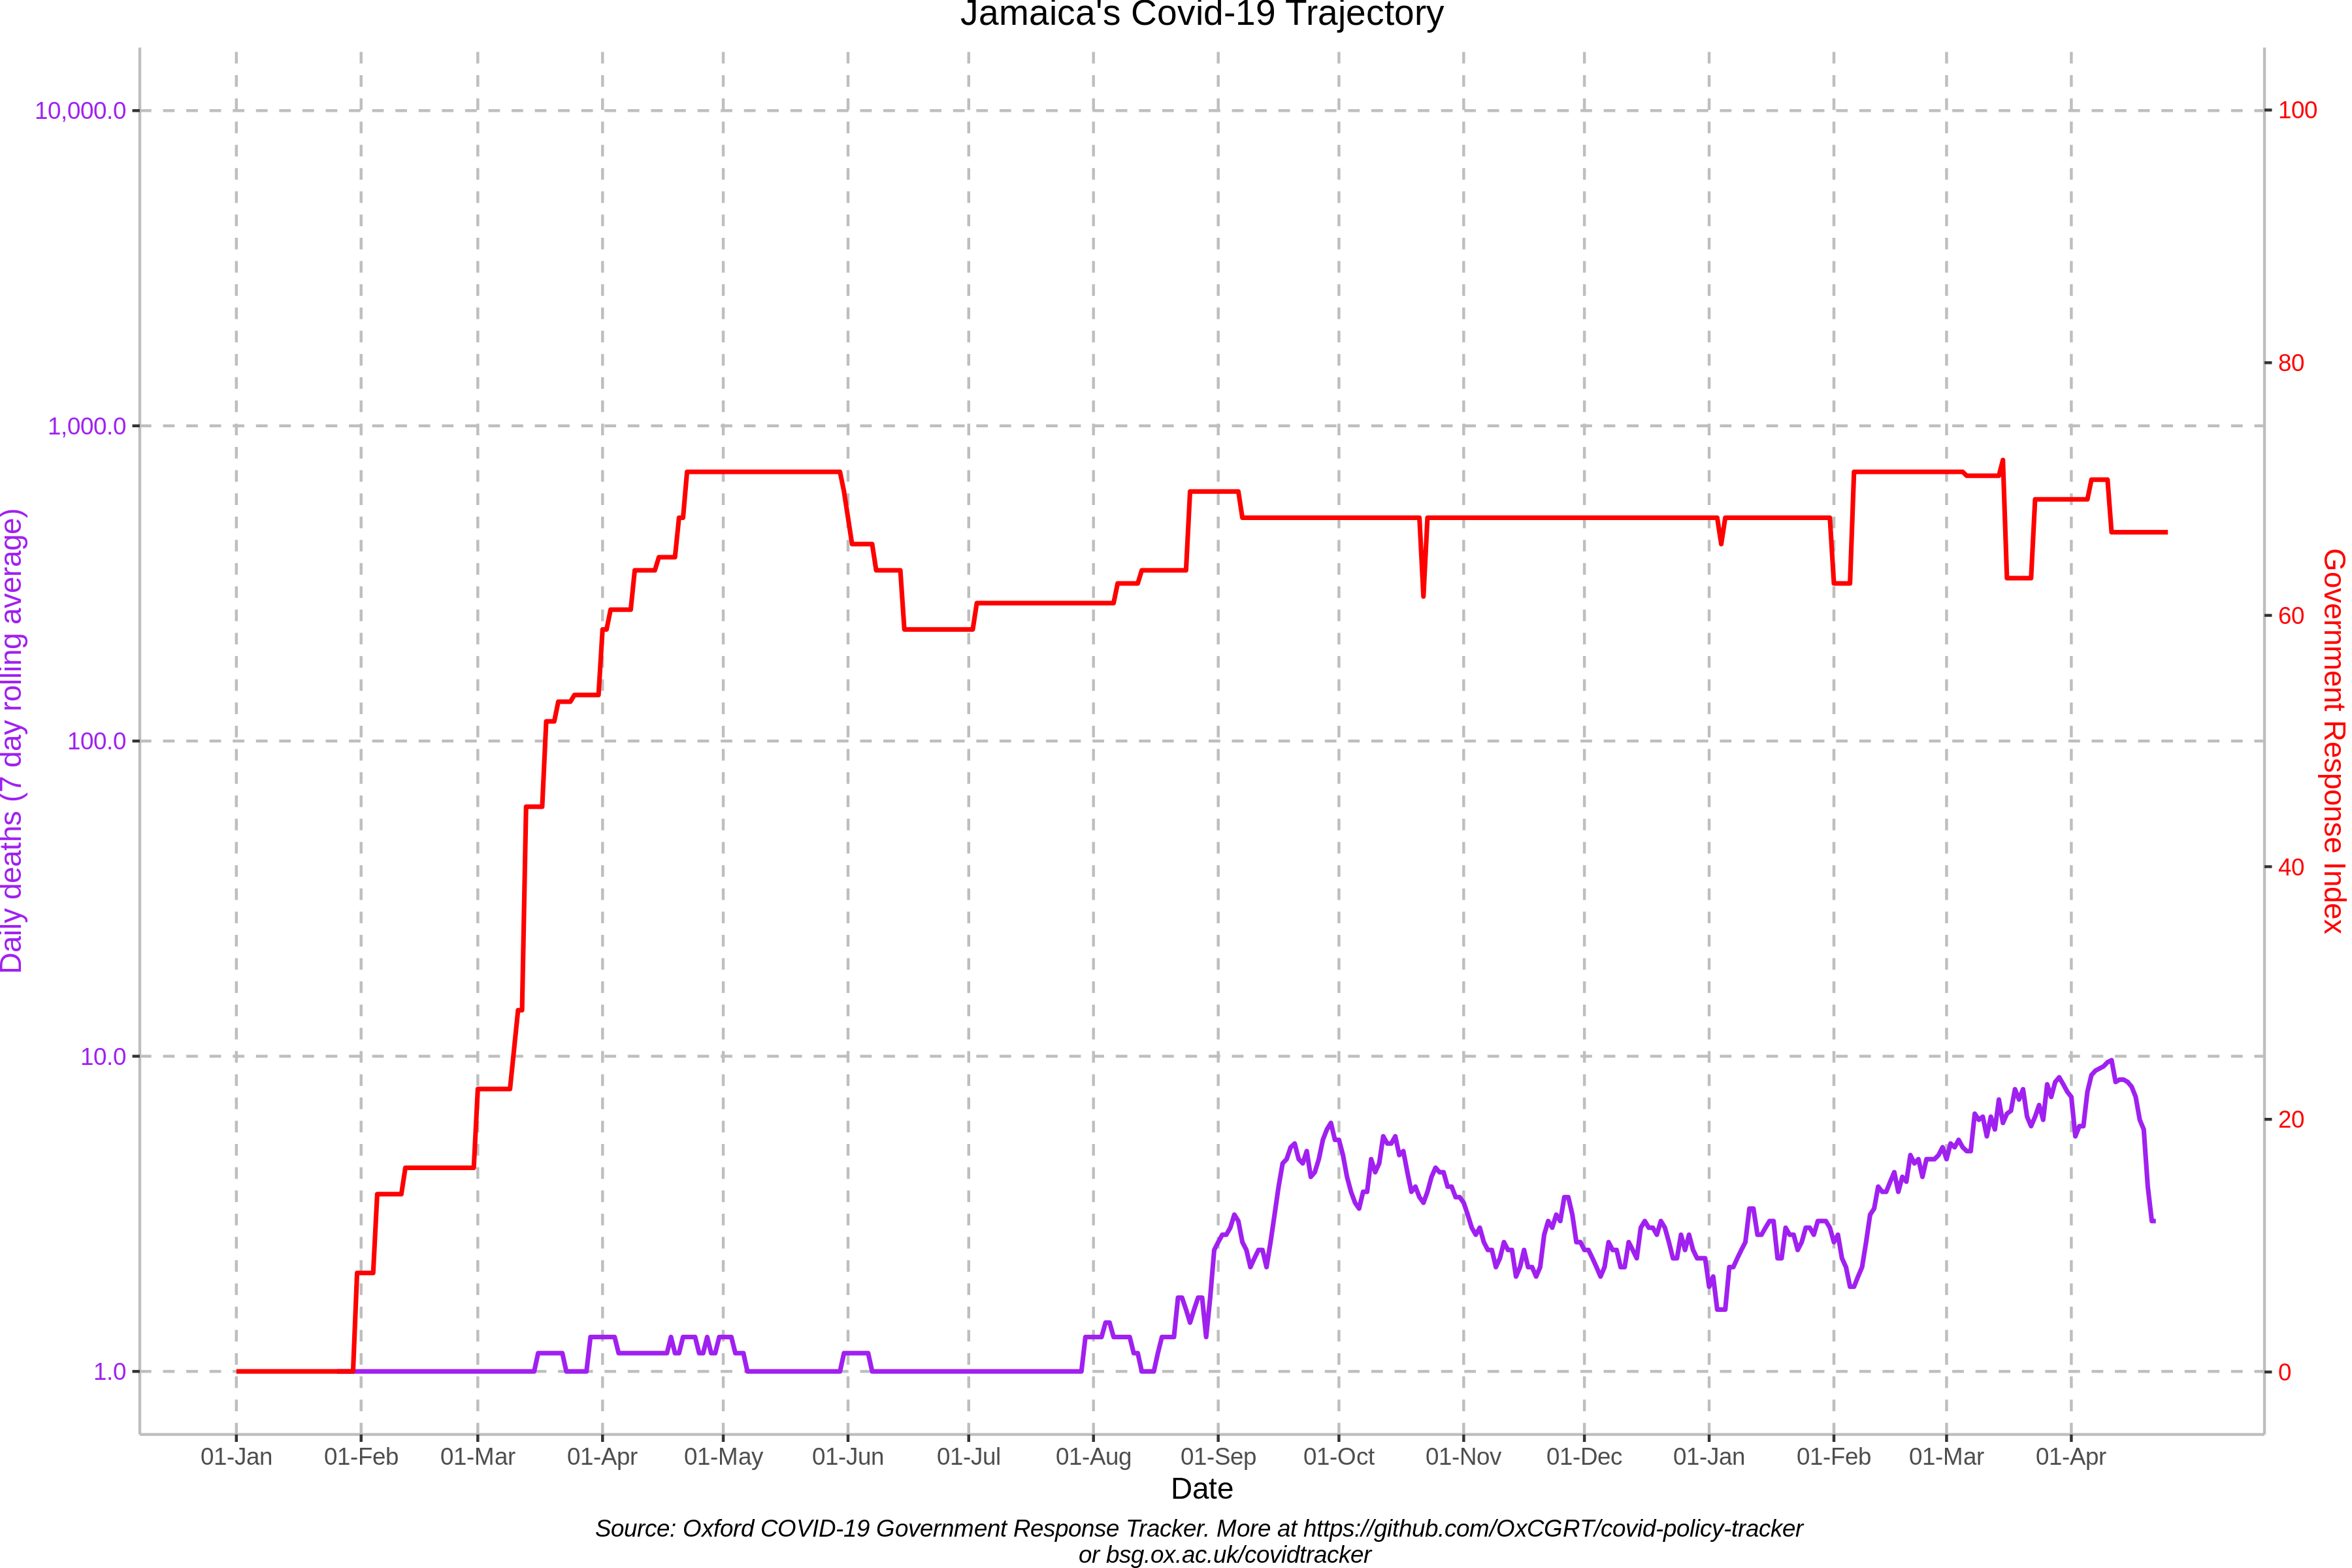 Jamaica's Covid-19 Trajectory
10,000.0
1,000.0
100.0
10.0
1.0
Daily deaths (7 day rolling average)
100
80
60
40
20
0
Government Response Index
01-Jan
01-Feb
01-Mar
01-Apr
01-May
01-Jun
01-Jul
01-Aug
01-Sep
01-Oct
01-Nov
01-Dec
01-Jan
01-Feb
01-Mar
01-Apr
Date
Source: Oxford COVID-19 Government Response Tracker. More at https://github.com/OxCGRT/covid-policy-tracker
or bsg.ox.ac.uk/covidtracker